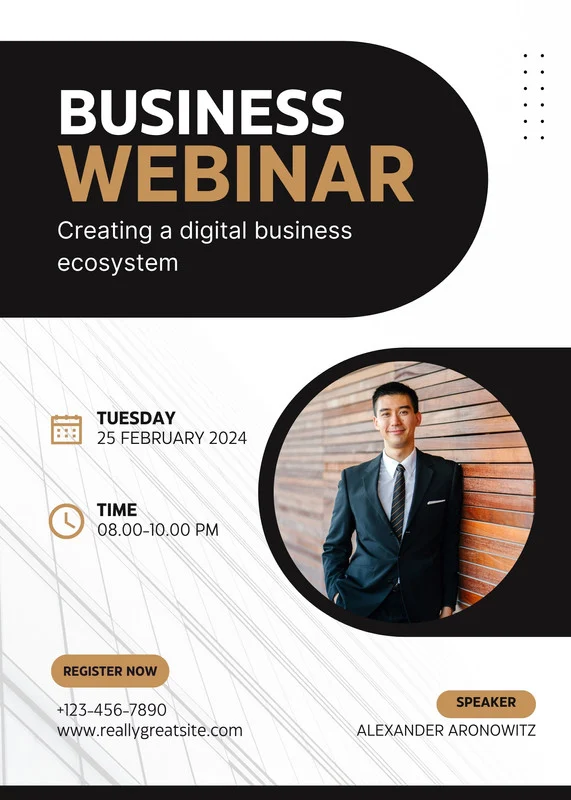 BUSINESS
WEBINAR
Creating a digital business
ecosystem
TUESDAY
25 FEBRUARY 2024
TIME
08.00-10.00 PM
REGISTER NOW
+123-456-7890
www.reallygreatsite.com
SPEAKER
ALEXANDER ARONOWITZ